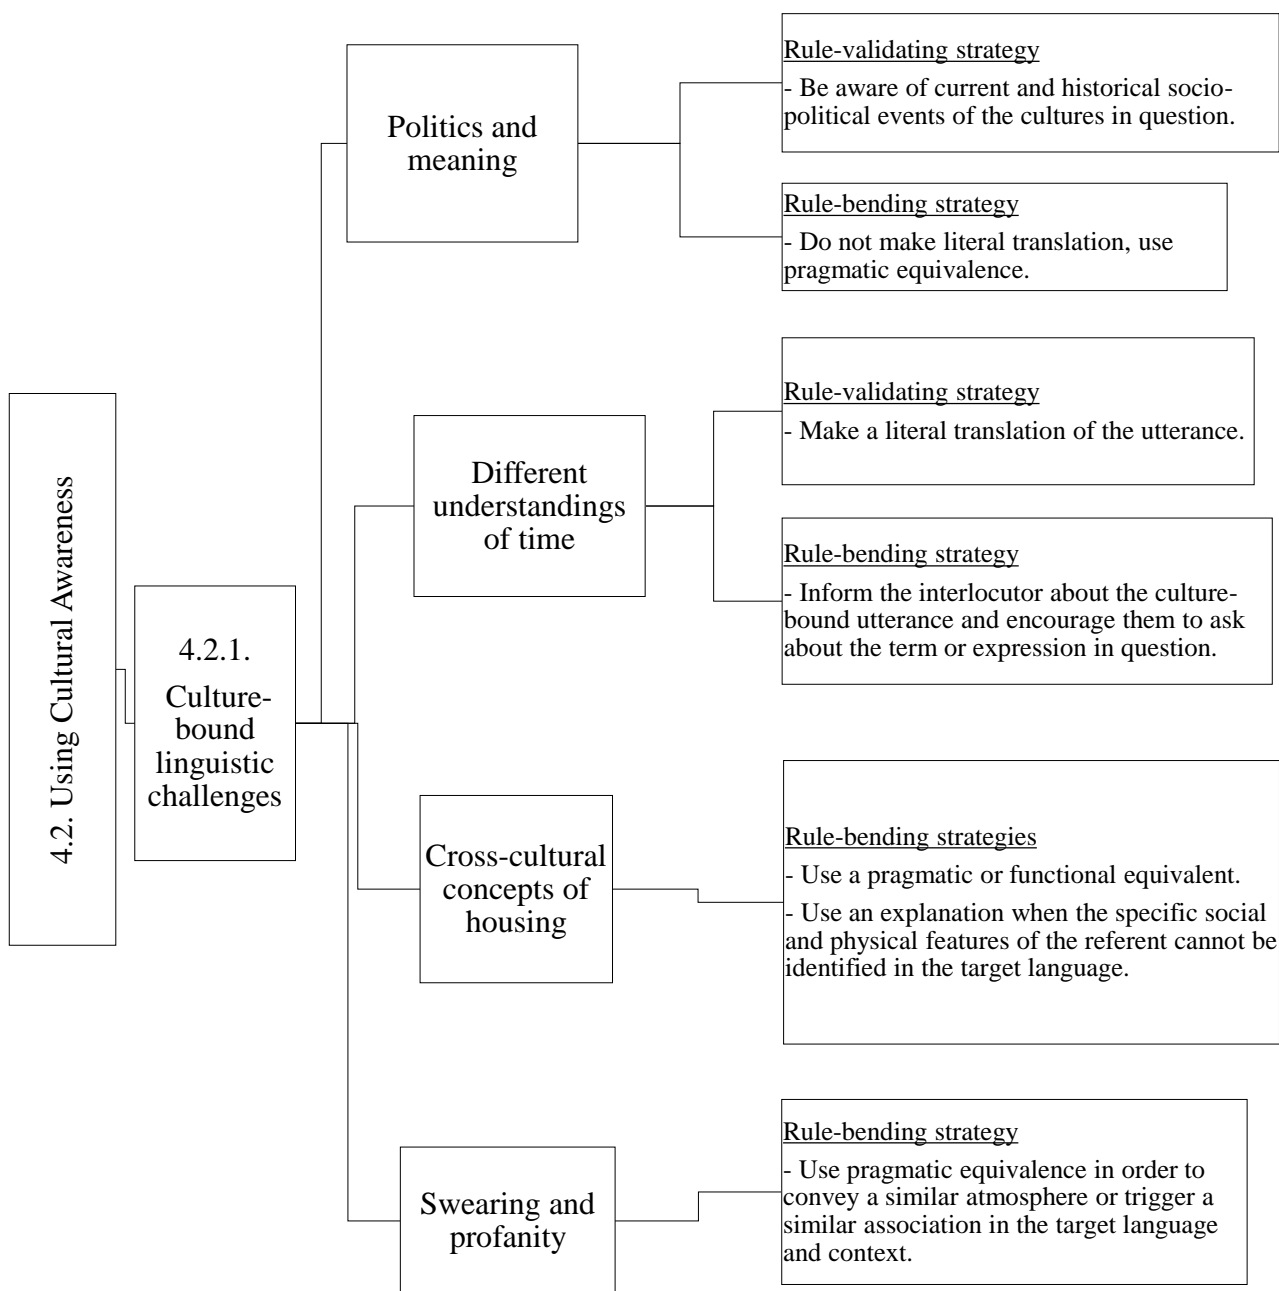 4.2. Using Cultural Awareness
4.2.1.
Culture-
bound
linguistic
challenges
Politics and
meaning
Rule-validating strategy
- Be aware of current and historical socio-
political events of the cultures in question.
Rule-bending strategy
- Do not make literal translation, use
pragmatic equivalence.
Different
understandings
of time
Rule-validating strategy
- Make a literal translation of the utterance.
Rule-bending strategy
- Inform the interlocutor about the culture-
bound utterance and encourage them to ask
about the term or expression in question.
Cross-cultural
concepts of
housing
Rule-bending strategies
- Use a pragmatic or functional equivalent.
- Use an explanation when the specific social
and physical features of the referent cannot be
identified in the target language.
Swearing and
profanity
Rule-bending strategy
- Use pragmatic equivalence in order to
convey a similar atmosphere or trigger a
similar association in the target language
and context.